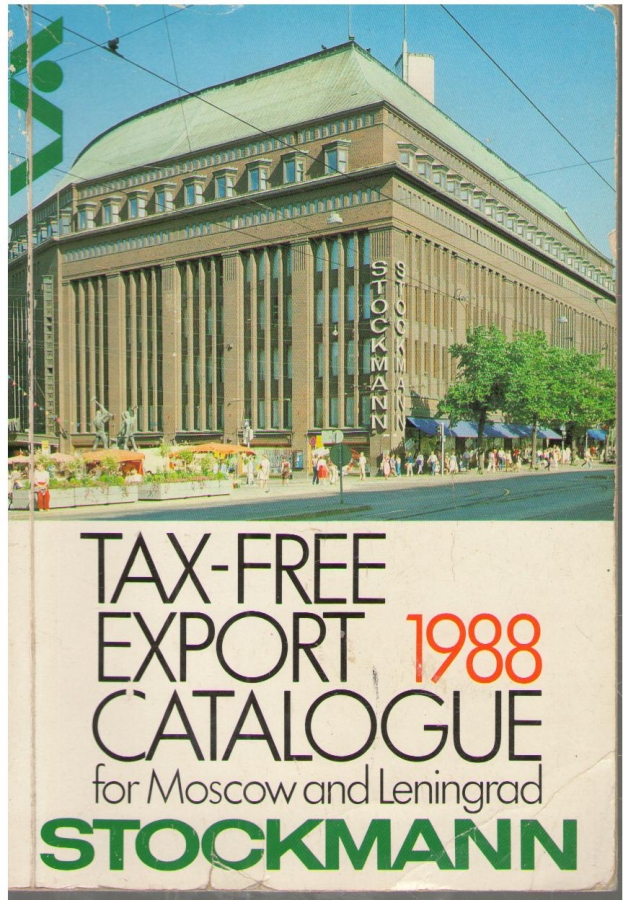 STOCKMANN
STOCKMANN
TAX-FREE
EXPORT 1988
CATALOGUE
for Moscow and Leningrad
STOCKMANN